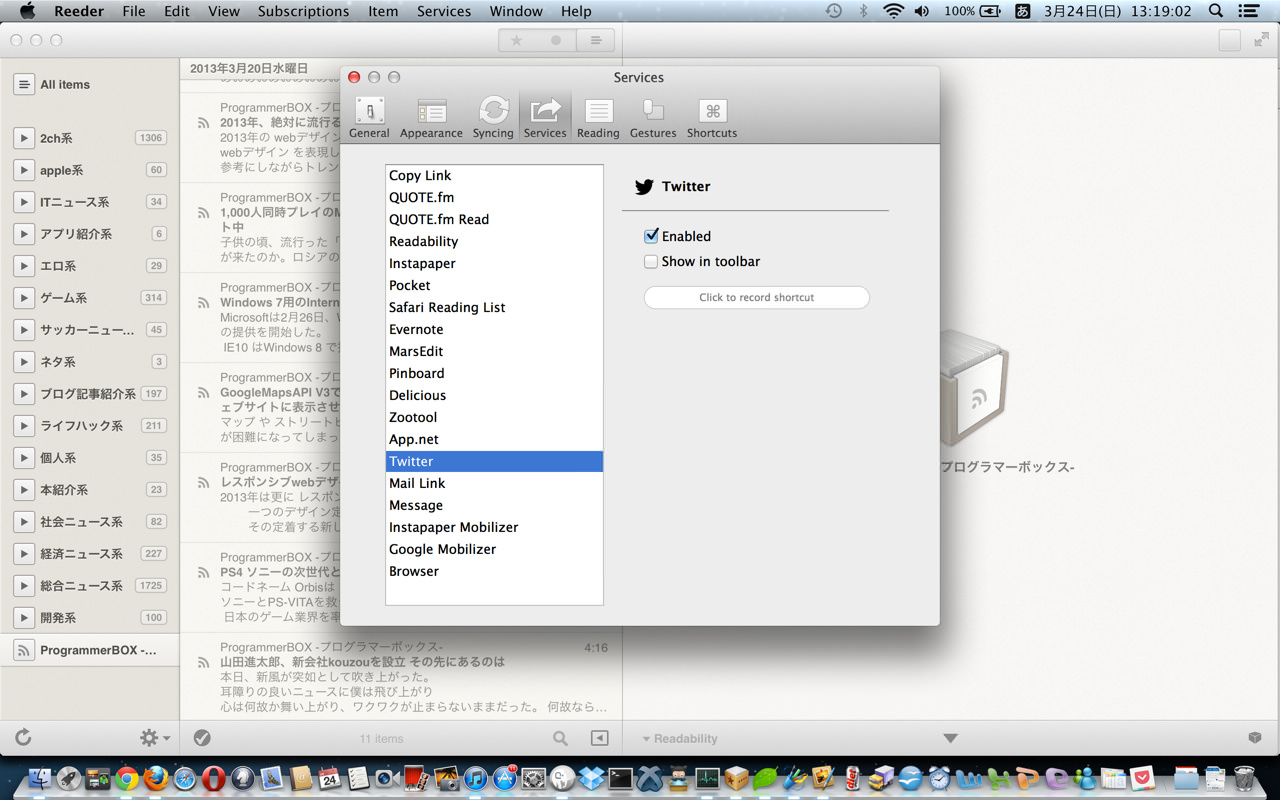 Reeder File Edit View Subscriptions Item Services Window Help
100% あ 3月24日(日) 13:19:02
All items
2ch系 1306
apple系 60
ITニュース系 34
アプリ紹介系 6
エロ系 29
ゲーム系 314
サッカーニュー... 45
ネタ系 3
ブログ記事紹介系 197
ライフハック系 211
個人系 35
本紹介系 23
社会ニュース系 82
経済ニュース系 227
総合ニュース系 1725
開発系 100
ProgrammerBOX -...
2013年3月20日水曜日
ProgrammerBOX -プロ
2013年、絶対に流行る
2013年の webデザイン
webデザイン を表現し
参考にしながらトレン
ProgrammerBOX -プロ
1,000人同時プレイのM
ト中
子供の頃、流行った「
が来たのか。ロシアの
ProgrammerBOX -プロ
Windows 7用のIntern
Microsoftは2月26日、W
の提供を開始した。
IE10 はWindows 8 で
ProgrammerBOX -プロ
GoogleMapsAPI V3で
ェブサイトに表示させ
マップ や ストリートビ
が困難になってしまっ
ProgrammerBOX -プロ
レスポンシブwebデザ
2013年は更に レスポン
一つのデザイン定
その定着する新し
ProgrammerBOX -プロ
PS4 ソニーの次世代と
コードネーム Orbisは
ソニーとPS-VITAを救
日本のゲーム業界を率
ProgrammerBOX -プログラマーボックス- 4:16
山田進太郎、新会社kouzouを設立 その先にあるのは
本日、新風が突如として吹き上がった。
耳障りの良いニュースに僕は飛び上がり
心は何故か舞い上がり、ワクワクが止まらないままだった。 何故なら...
11 items
Services
General Appearance Syncing Services Reading Gestures Shortcuts
Copy Link
QUOTE.fm
QUOTE.fm Read
Readability
Instapaper
Pocket
Safari Reading List
Evernote
MarsEdit
Pinboard
Delicious
Zootool
App.net
Twitter
Mail Link
Message
Instapaper Mobilizer
Google Mobilizer
Browser
Twitter
Enabled
Show in toolbar
Click to record shortcut
プログラマーボックス-
Readability
24